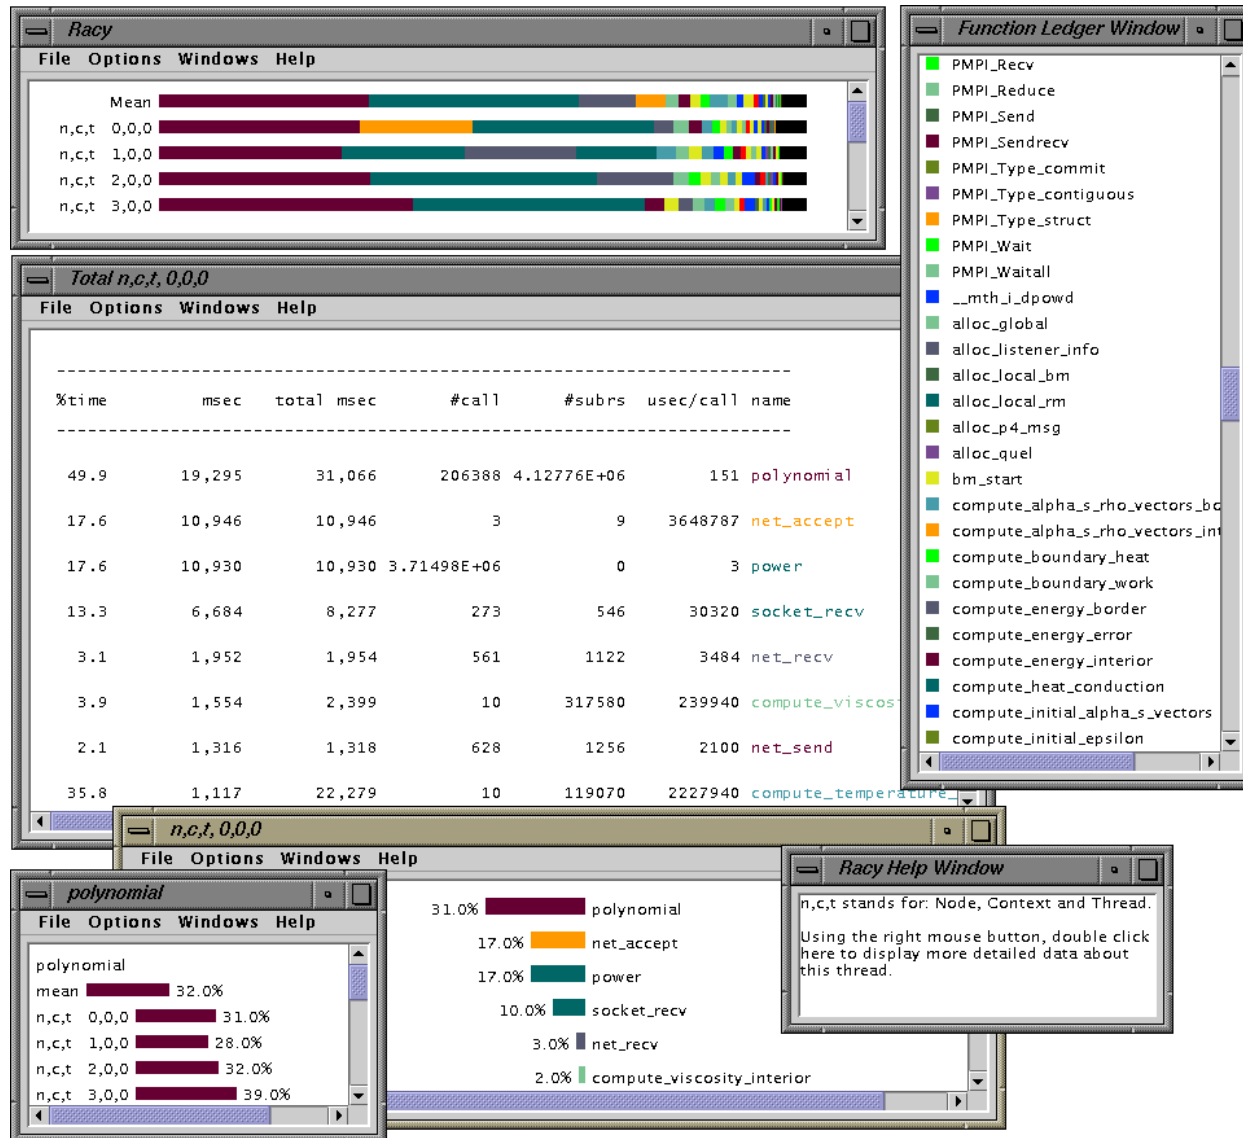 Racy
File Options Windows Help
Mean
n,c,t 0,0,0
n,c,t 1,0,0
n,c,t 2,0,0
n,c,t 3,0,0
Function Ledger Window
PMPI_Recv
PMPI_Reduce
PMPI_Send
PMPI_Sendrecv
PMPI_Type_commit
PMPI_Type_contiguous
PMPI_Type_struct
PMPI_Wait
PMPI_Waitall
__mth_i_dpowd
alloc_global
alloc_listener_info
alloc_local_bm
alloc_local_rm
alloc_p4_msg
alloc_quel
bm_start
compute_alpha_s_rho_vectors_bo
compute_alpha_s_rho_vectors_int
compute_boundary_heat
compute_boundary_work
compute_energy_border
compute_energy_error
compute_energy_interior
compute_heat_conduction
compute_initial_alpha_s_vectors
compute_initial_epsilon
Total n,c,t, 0,0,0
File Options Windows Help
%time msec total msec #call #subrs usec/call name
49.9 19,295 31,066 206388 4.12776E+06 151 polynomial
17.6 10,946 10,946 3 9 3648787 net_accept
17.6 10,930 10,930 3.71498E+06 0 3 power
13.3 6,684 8,277 273 546 30320 socket_recv
3.1 1,952 1,954 561 1122 3484 net_recv
3.9 1,554 2,399 10 317580 239940 compute_viscos
2.1 1,316 1,318 628 1256 2100 net_send
35.8 1,117 22,279 10 119070 2227940 compute_temperature_
n,c,t, 0,0,0
File Options Windows Help
31.0% polynomial
17.0% net_accept
17.0% power
10.0% socket_recv
3.0% net_recv
2.0% compute_viscosity_interior
polynomial
File Options Windows Help
polynomial
mean 32.0%
n,c,t 0,0,0 31.0%
n,c,t 1,0,0 28.0%
n,c,t 2,0,0 32.0%
n,c,t 3,0,0 39.0%
Racy Help Window
n,c,t stands for: Node, Context and Thread.
Using the right mouse button, double click
here to display more detailed data about
this thread.